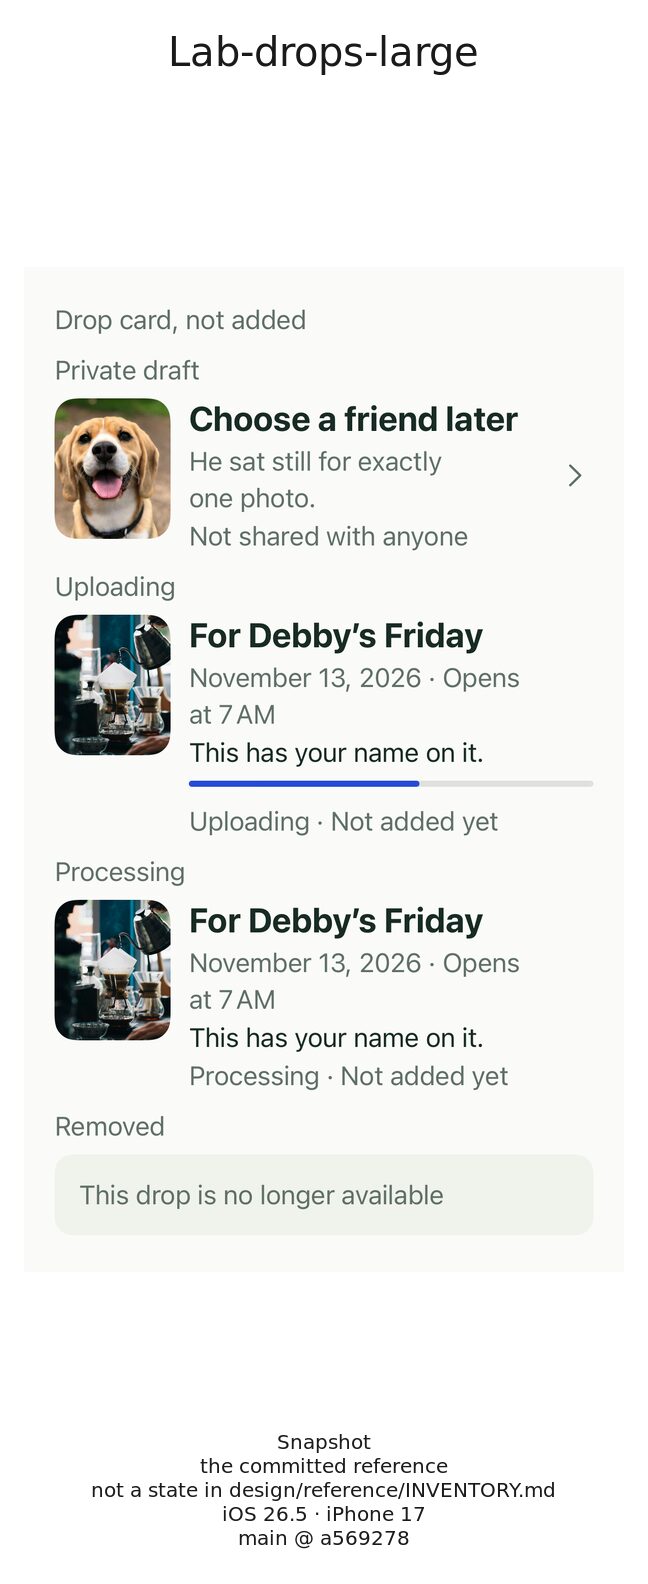 Lab-drops-large
Drop card, not added
Private draft
Choose a friend later
He sat still for exactly
one photo.
Not shared with anyone
Uploading
For Debby’s Friday
November 13, 2026 · Opens
at 7 AM
This has your name on it.
Uploading · Not added yet
Processing
For Debby’s Friday
November 13, 2026 · Opens
at 7 AM
This has your name on it.
Processing · Not added yet
Removed
This drop is no longer available
Snapshot
the committed reference
not a state in design/reference/INVENTORY.md
iOS 26.5 · iPhone 17
main @ a569278